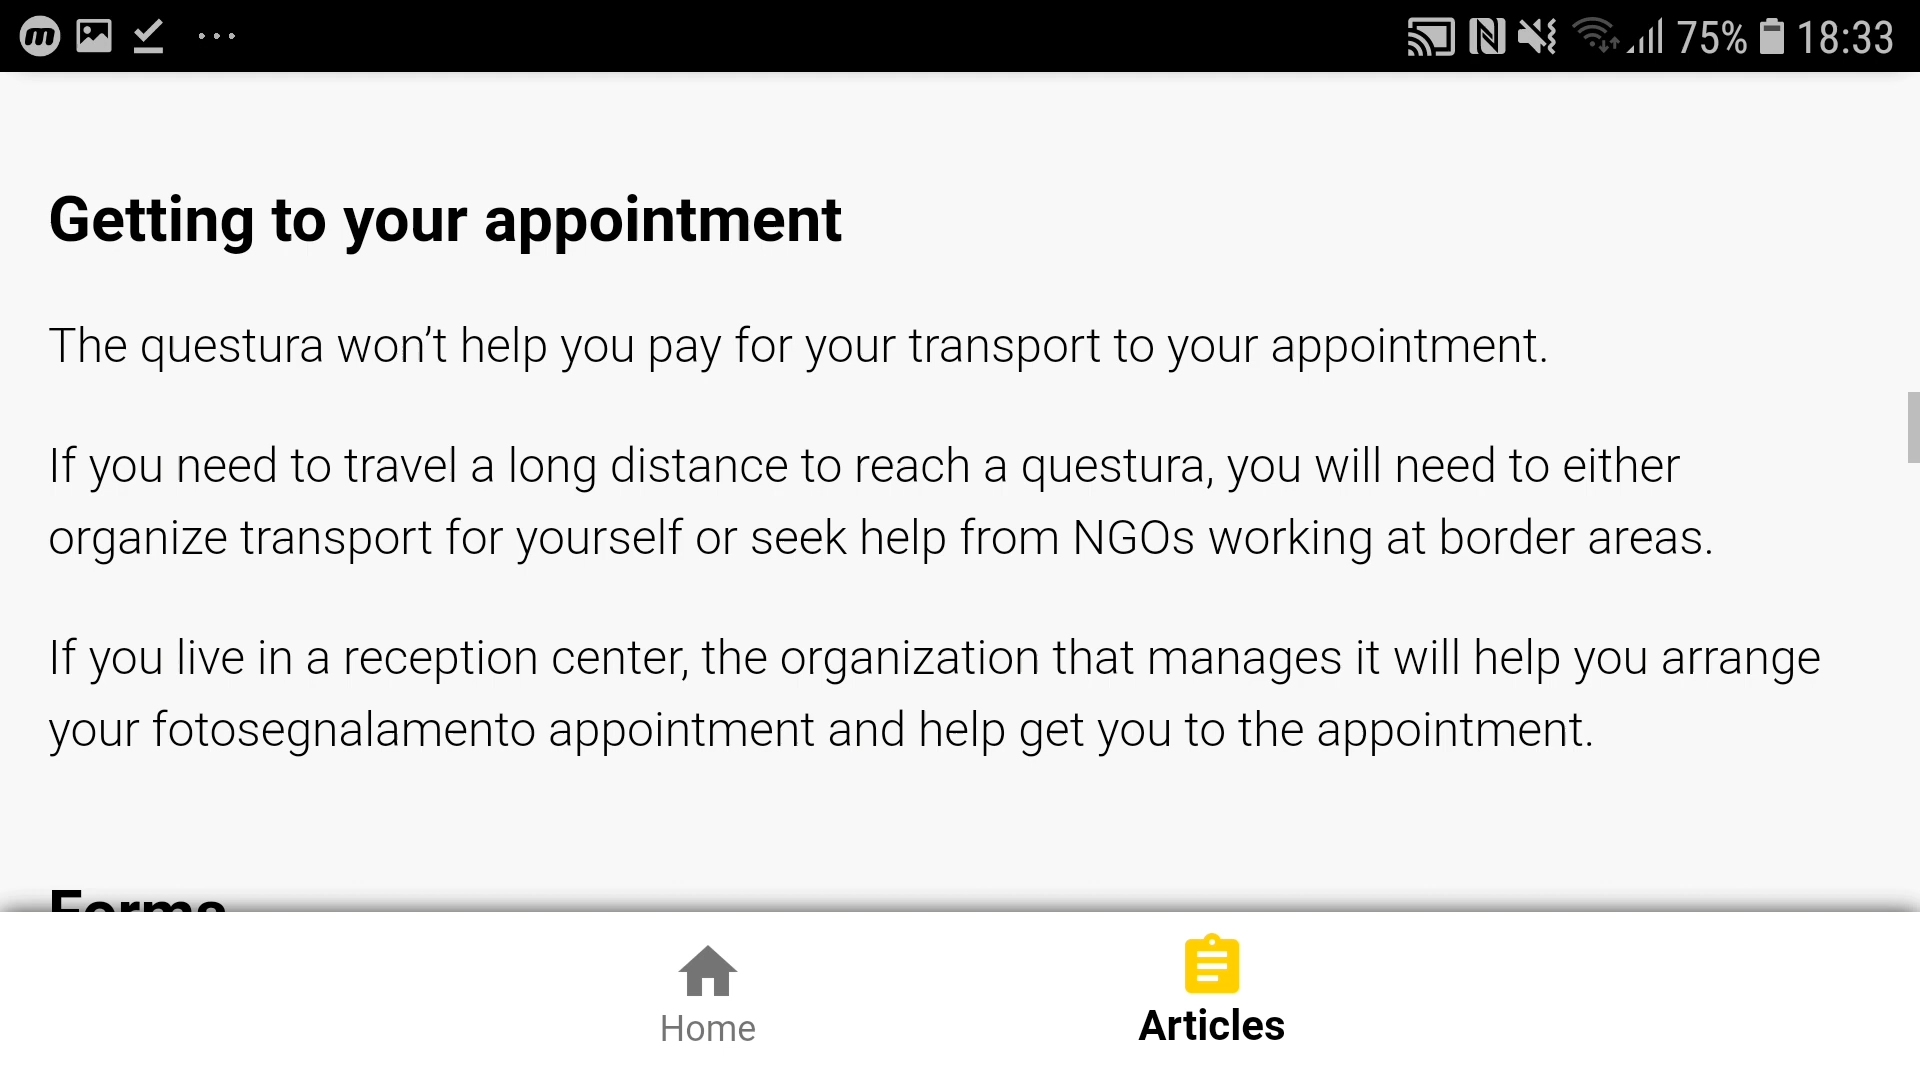 75% 18:33
Getting to your appointment
The questura won’t help you pay for your transport to your appointment.
If you need to travel a long distance to reach a questura, you will need to either
organize transport for yourself or seek help from NGOs working at border areas.
If you live in a reception center, the organization that manages it will help you arrange
your fotosegnalamento appointment and help get you to the appointment.
Forms
Home
Articles